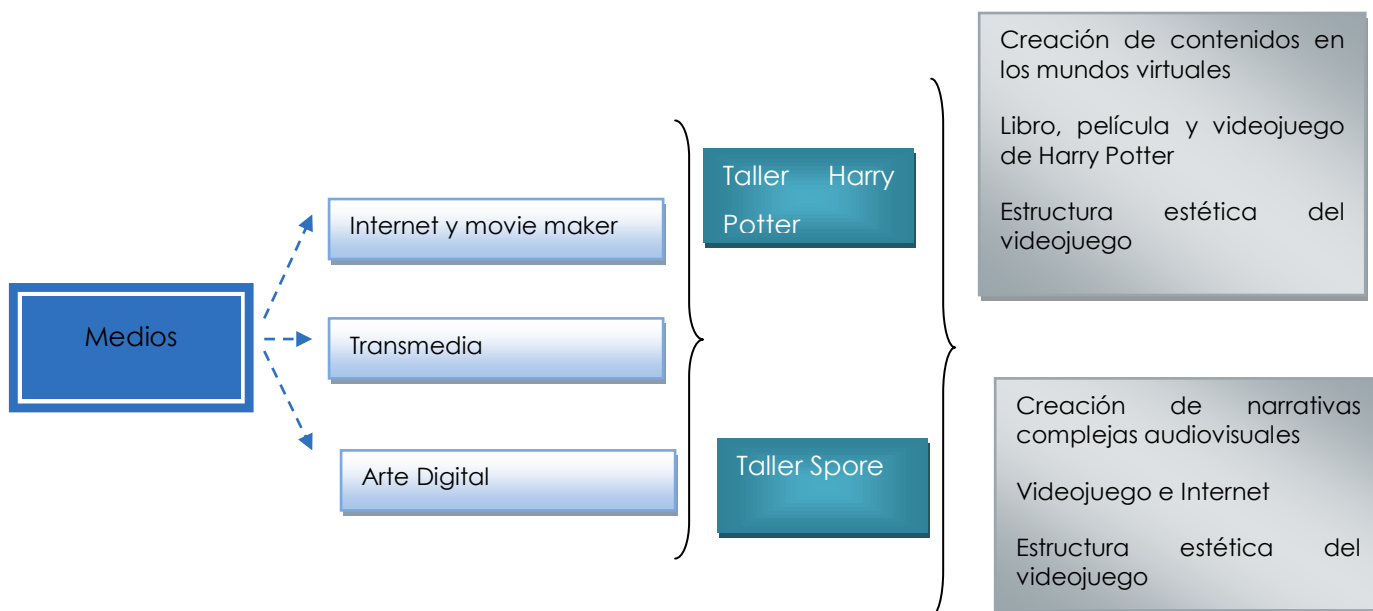 Medios
Internet y movie maker
Transmedia
Arte Digital
Taller Harry
Potter
Taller Spore
Creación de contenidos en
los mundos virtuales
Libro, película y videojuego
de Harry Potter
Estructura estética del
videojuego
Creación de narrativas
complejas audiovisuales
Videojuego e Internet
Estructura estética del
videojuego